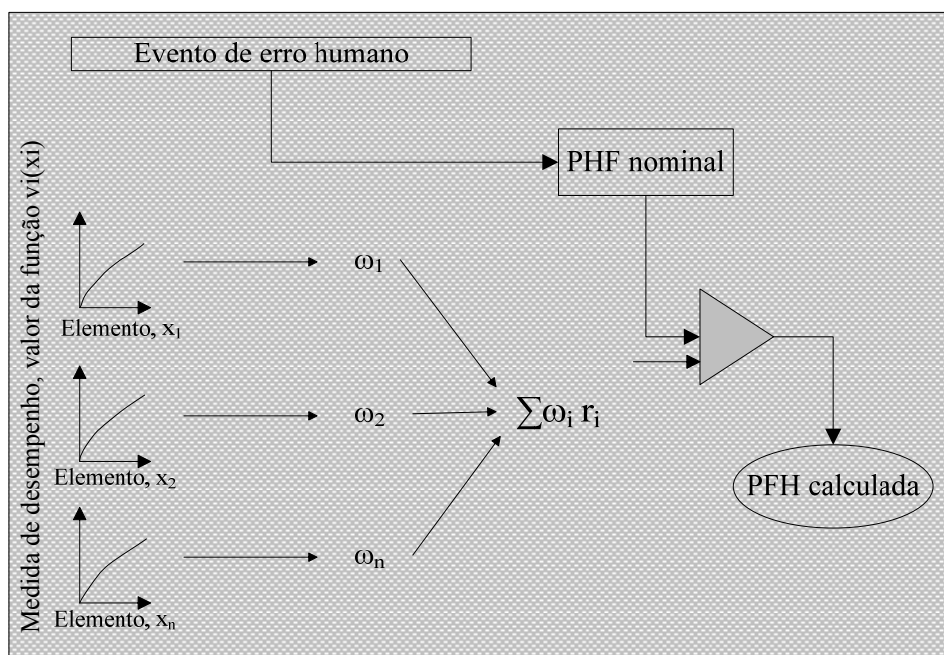 Evento de erro humano
PHF nominal
Medida de desempenho, valor da função vi(xi)
ω₁
Elemento, x₁
ω₂
∑ωᵢ rᵢ
Elemento, x₂
PFH calculada
ωₙ
Elemento, xₙ